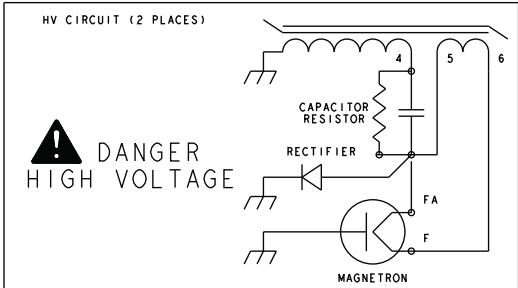 HV CIRCUIT (2 PLACES)
4
5
6
CAPACITOR
RESISTOR
RECTIFIER
! DANGER
HIGH VOLTAGE
FA
F
MAGNETRON